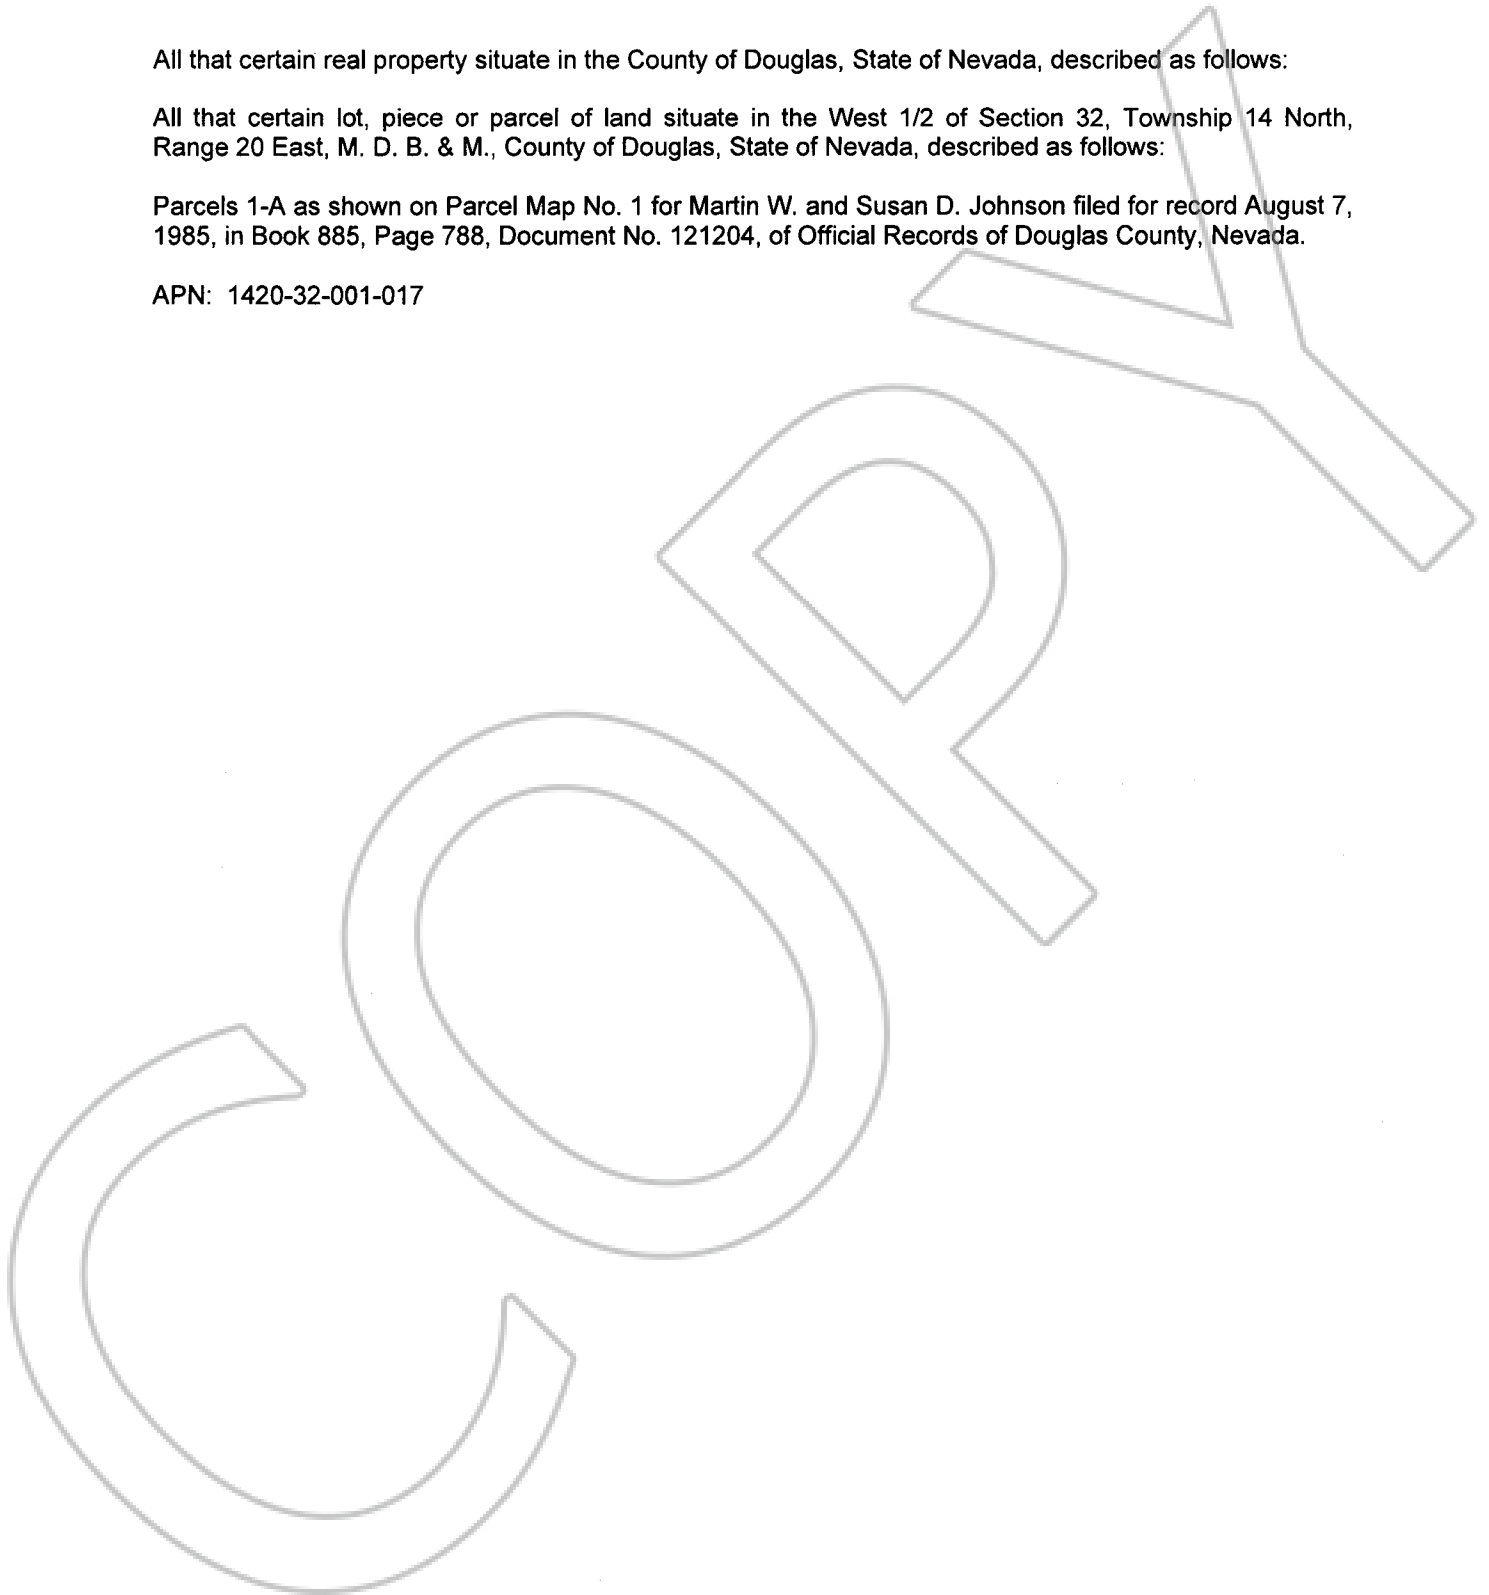 All that certain real property situate in the County of Douglas, State of Nevada, described as follows:
All that certain lot, piece or parcel of land situate in the West 1/2 of Section 32, Township 14 North,
Range 20 East, M. D. B. & M., County of Douglas, State of Nevada, described as follows:
Parcels 1-A as shown on Parcel Map No. 1 for Martin W. and Susan D. Johnson filed for record August 7,
1985, in Book 885, Page 788, Document No. 121204, of Official Records of Douglas County, Nevada.
APN: 1420-32-001-017
COPY